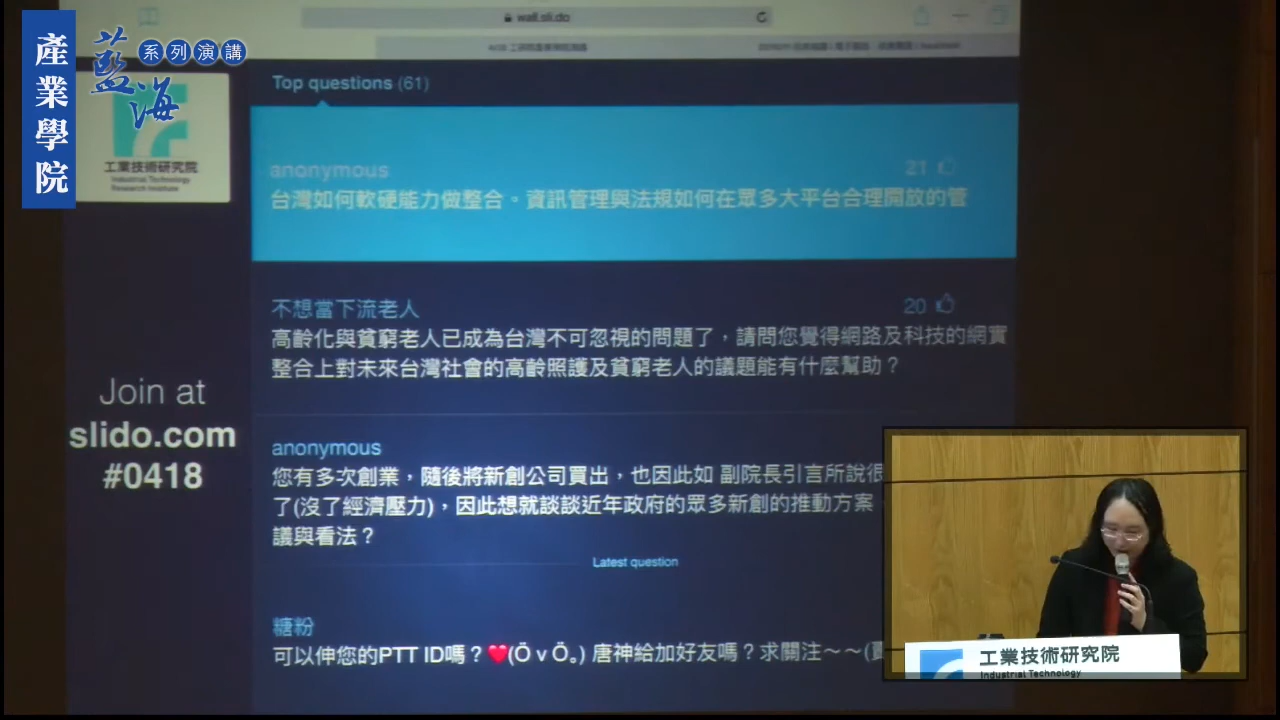 產業學院
藍海
系列演講
wall.sli.do
工業技術研究院
Industrial Technology
Research Institute
Top questions (61)
anonymous
21
台灣如何軟硬能力做整合。資訊管理與法規如何在眾多大平台合理開放的管
不想當下流老人
20
高齡化與貧窮老人已成為台灣不可忽視的問題了，請問您覺得網路及科技的網實
整合上對未來台灣社會的高齡照護及貧窮老人的議題能有什麼幫助？
Join at
slido.com
#0418
anonymous
您有多次創業，隨後將新創公司買出，也因此如 副院長引言所說很
了(沒了經濟壓力)，因此想就談談近年政府的眾多新創的推動方案
議與看法？
Latest question
糖粉
可以伸您的PTT ID嗎？❤(Ö v Ö。) 唐神給加好友嗎？求關注～～(賣
工業技術研究院
Industrial Technology